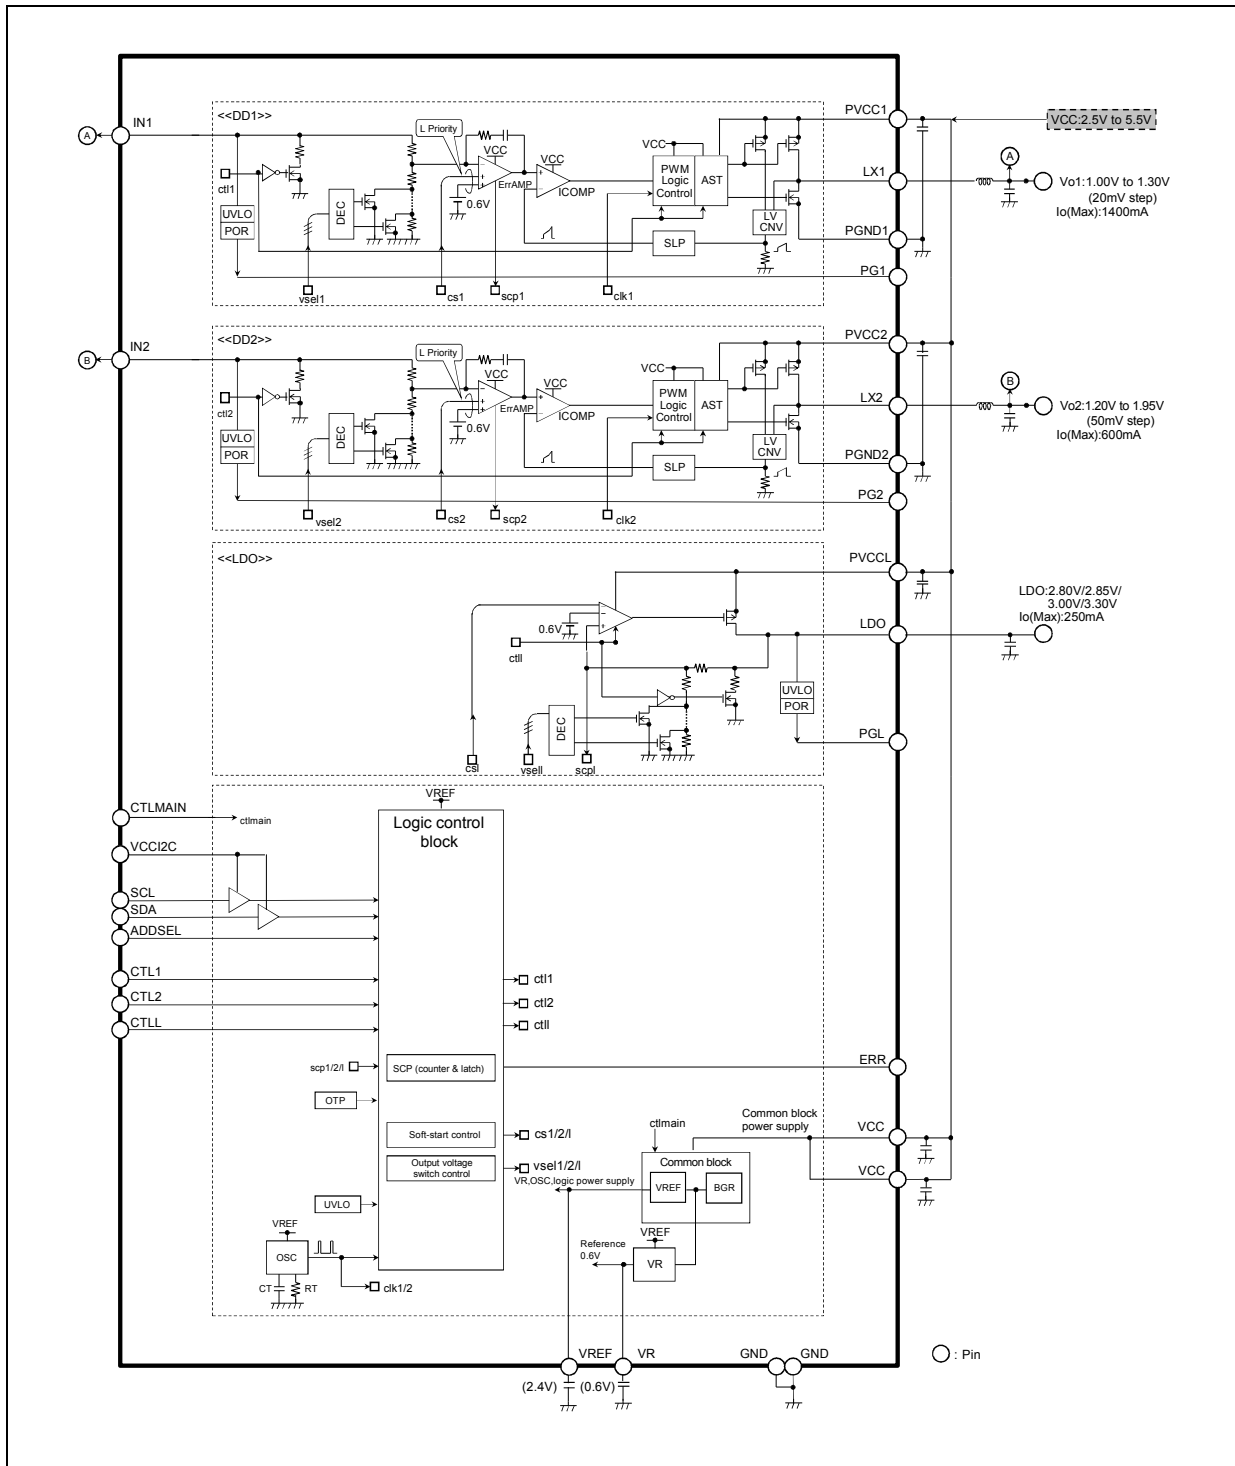 <<DD1>>
IN1
A
ctl1
UVLO
POR
DEC
vsel1
L Priority
VCC
ErrAMP
0.6V
cs1
scp1
VCC
ICOMP
VCC
PWM
Logic
Control
AST
SLP
LV
CNV
clk1
PVCC1
VCC:2.5V to 5.5V
LX1
A
Vo1:1.00V to 1.30V
(20mV step)
Io(Max):1400mA
PGND1
PG1
<<DD2>>
IN2
B
ctl2
UVLO
POR
DEC
vsel2
L Priority
VCC
ErrAMP
0.6V
cs2
scp2
VCC
ICOMP
VCC
PWM
Logic
Control
AST
SLP
LV
CNV
clk2
PVCC2
LX2
B
Vo2:1.20V to 1.95V
(50mV step)
Io(Max):600mA
PGND2
PG2
<<LDO>>
PVCCL
0.6V
ctll
DEC
csl
vsell
scpl
UVLO
POR
LDO
LDO:2.80V/2.85V/
3.00V/3.30V
Io(Max):250mA
PGL
CTLMAIN
ctlmain
VCCI2C
SCL
SDA
ADDSEL
CTL1
CTL2
CTLL
VREF
Logic control
block
ctl1
ctl2
ctll
scp1/2/l
SCP (counter & latch)
ERR
OTP
Soft-start control
cs1/2/l
Output voltage
switch control
vsel1/2/l
UVLO
VREF
OSC
CT
RT
clk1/2
ctlmain
Common block
power supply
VCC
VCC
Common block
VREF
BGR
VR,OSC,logic power supply
VREF
VR
Reference
0.6V
VREF
VR
(2.4V)
(0.6V)
GND
GND
: Pin